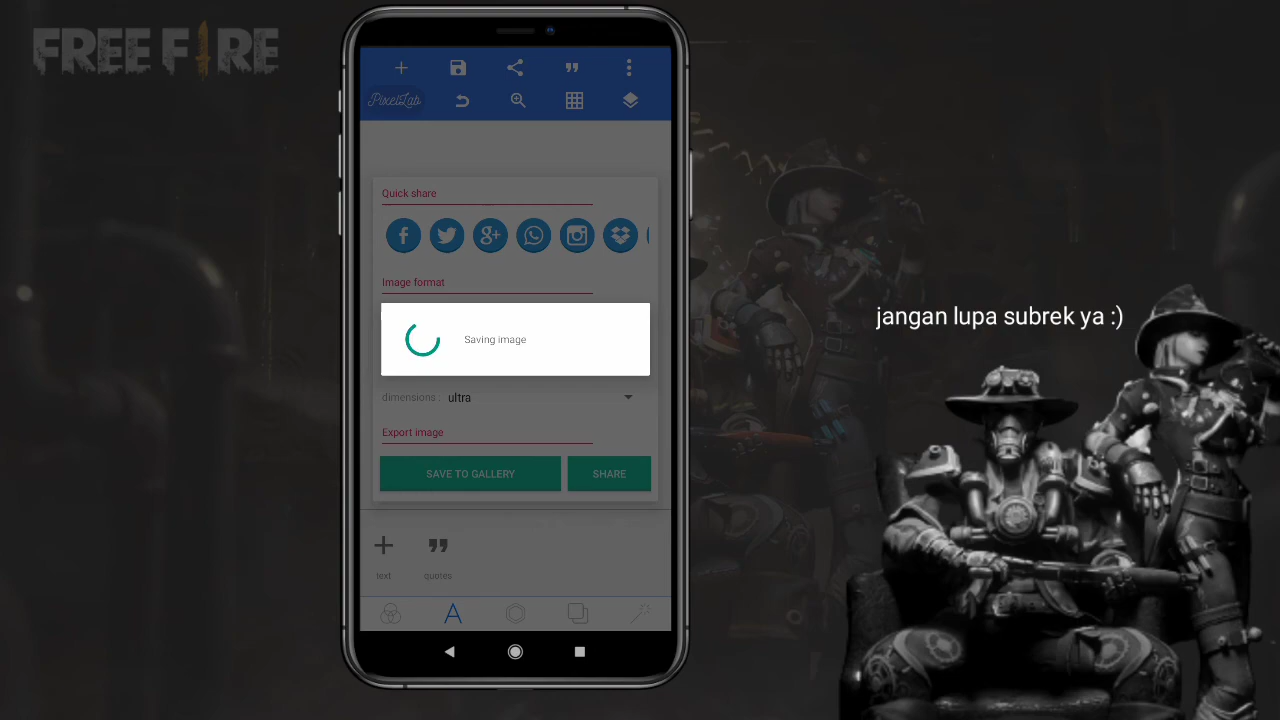 FREE FIRE
PixelLab
Quick share
Image format
Saving image
dimensions : ultra
Export image
SAVE TO GALLERY SHARE
text quotes
jangan lupa subrek ya :)